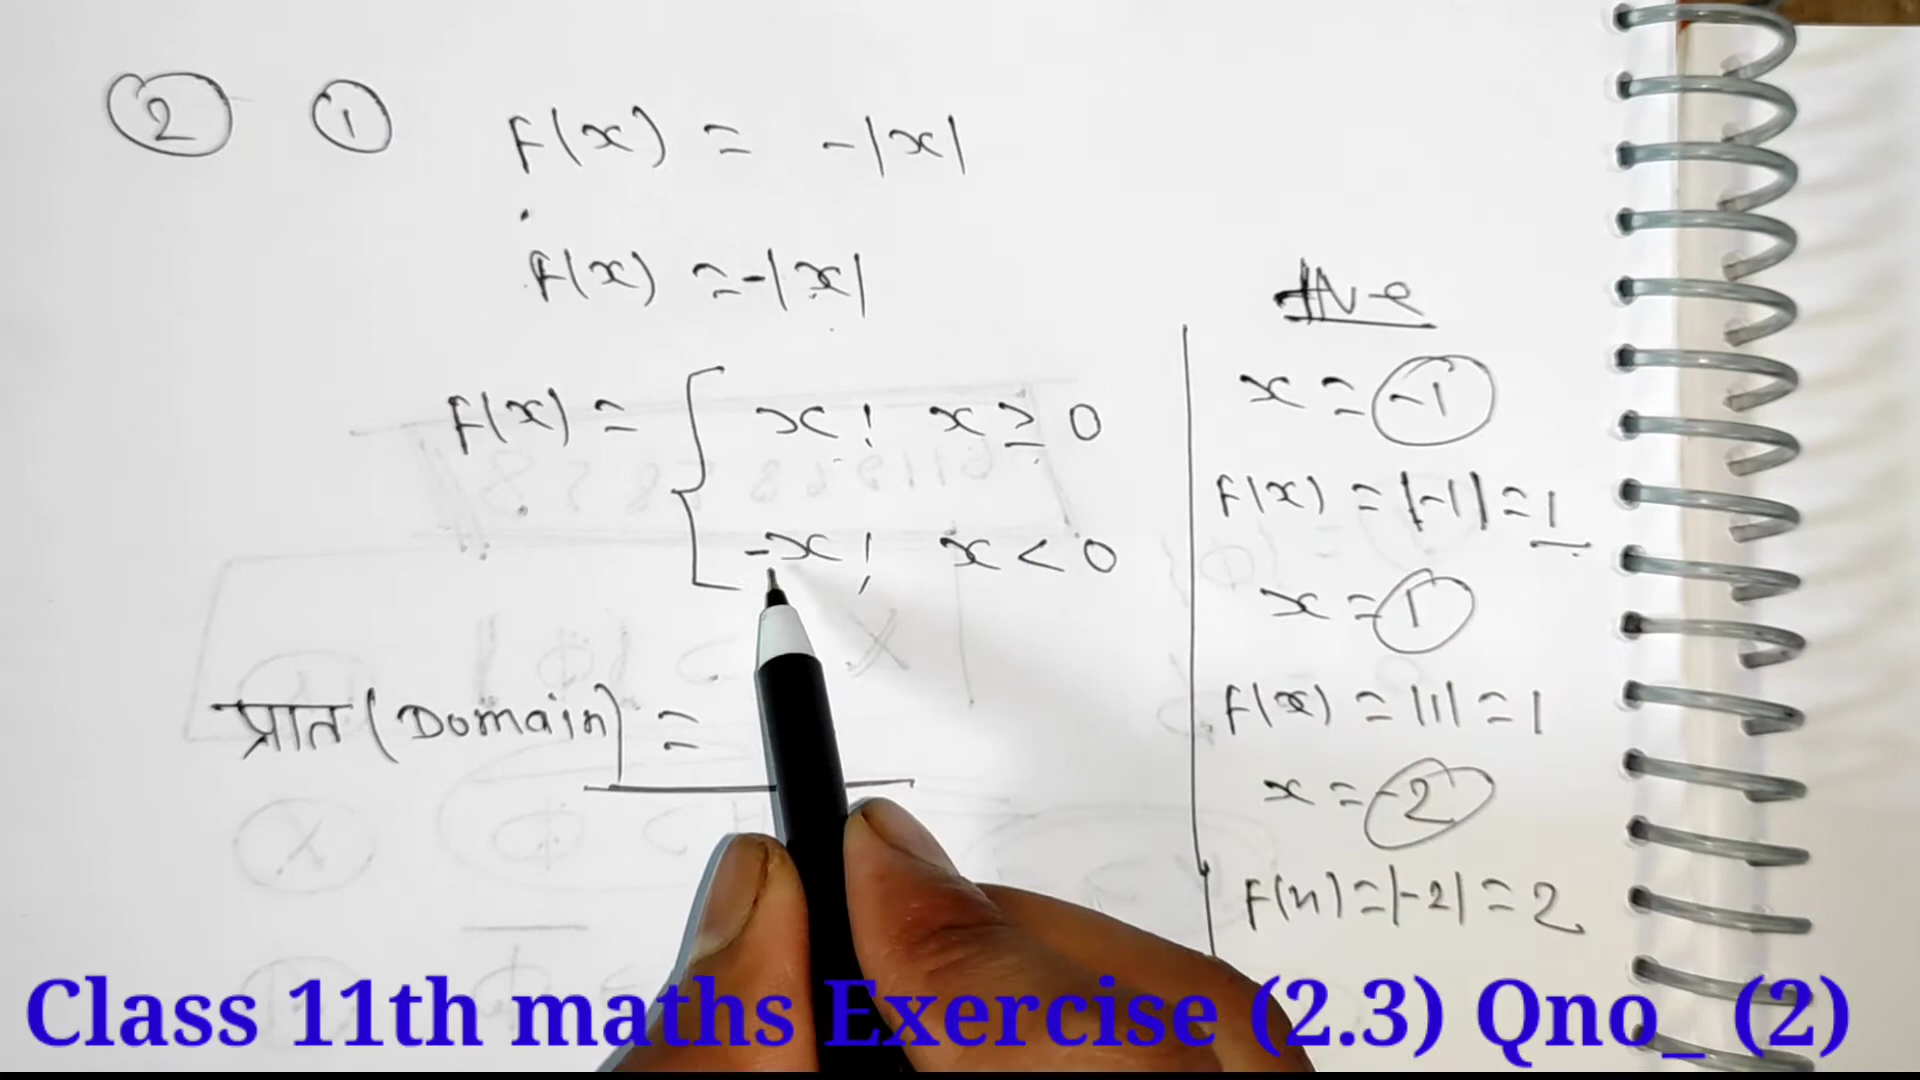 ② ① F(x) = -|x|
F(x) = -|x|
F(x) = { x ; x ≥ 0
-x ; x < 0
प्रात (Domain) =
+Ve
x = -1
F(x) = |-1| = 1
x = 1
F(x) = |1| = 1
x = -2
F(x) = |-2| = 2
Class 11th maths Exercise (2.3) Qno_ (2)